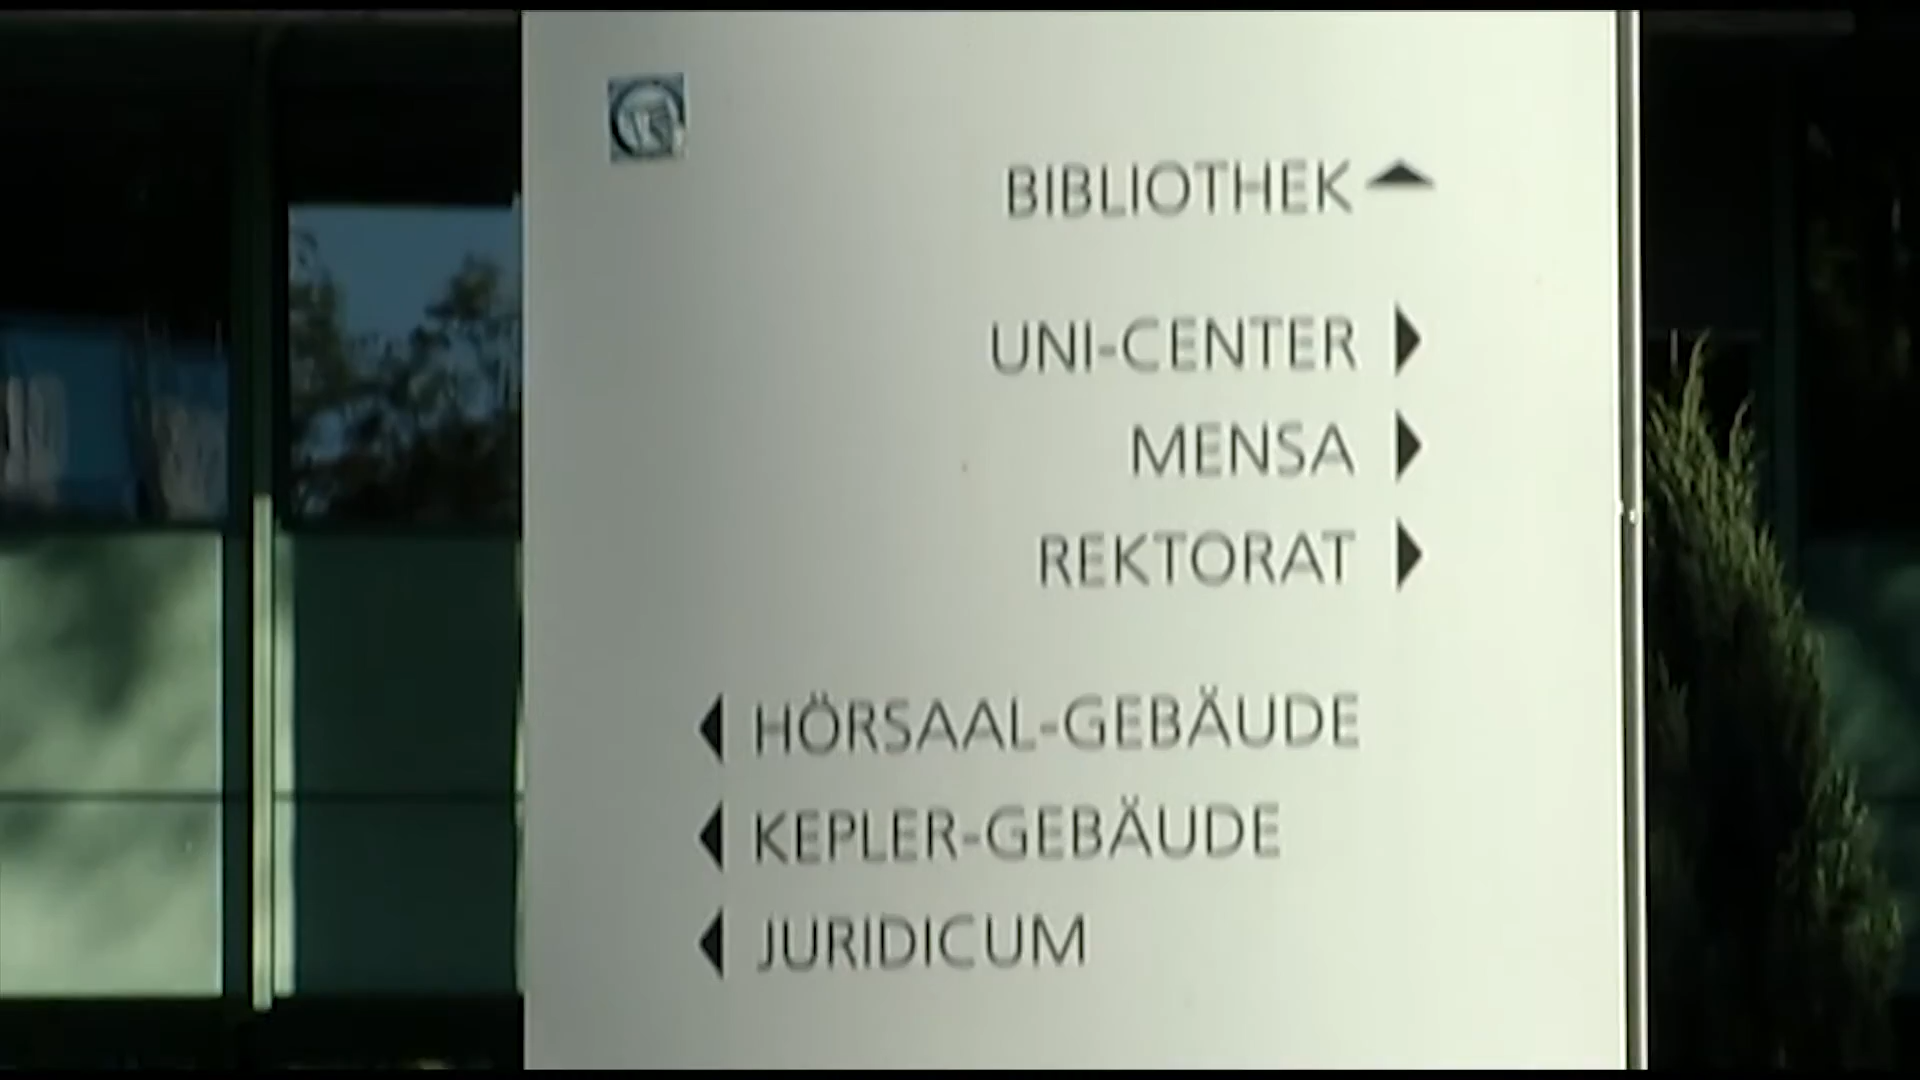 BIBLIOTHEK
UNI-CENTER
MENSA
REKTORAT
HÖRSAAL-GEBÄUDE
KEPLER-GEBÄUDE
JURIDICUM